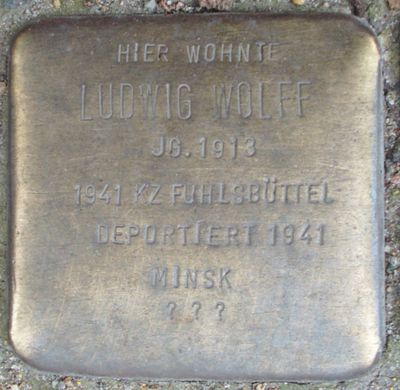 HIER WOHNTE
LUDWIG WOLFF
JG. 1913
1941 KZ FUHLSBÜTTEL
DEPORTIERT 1941
MINSK
? ? ?